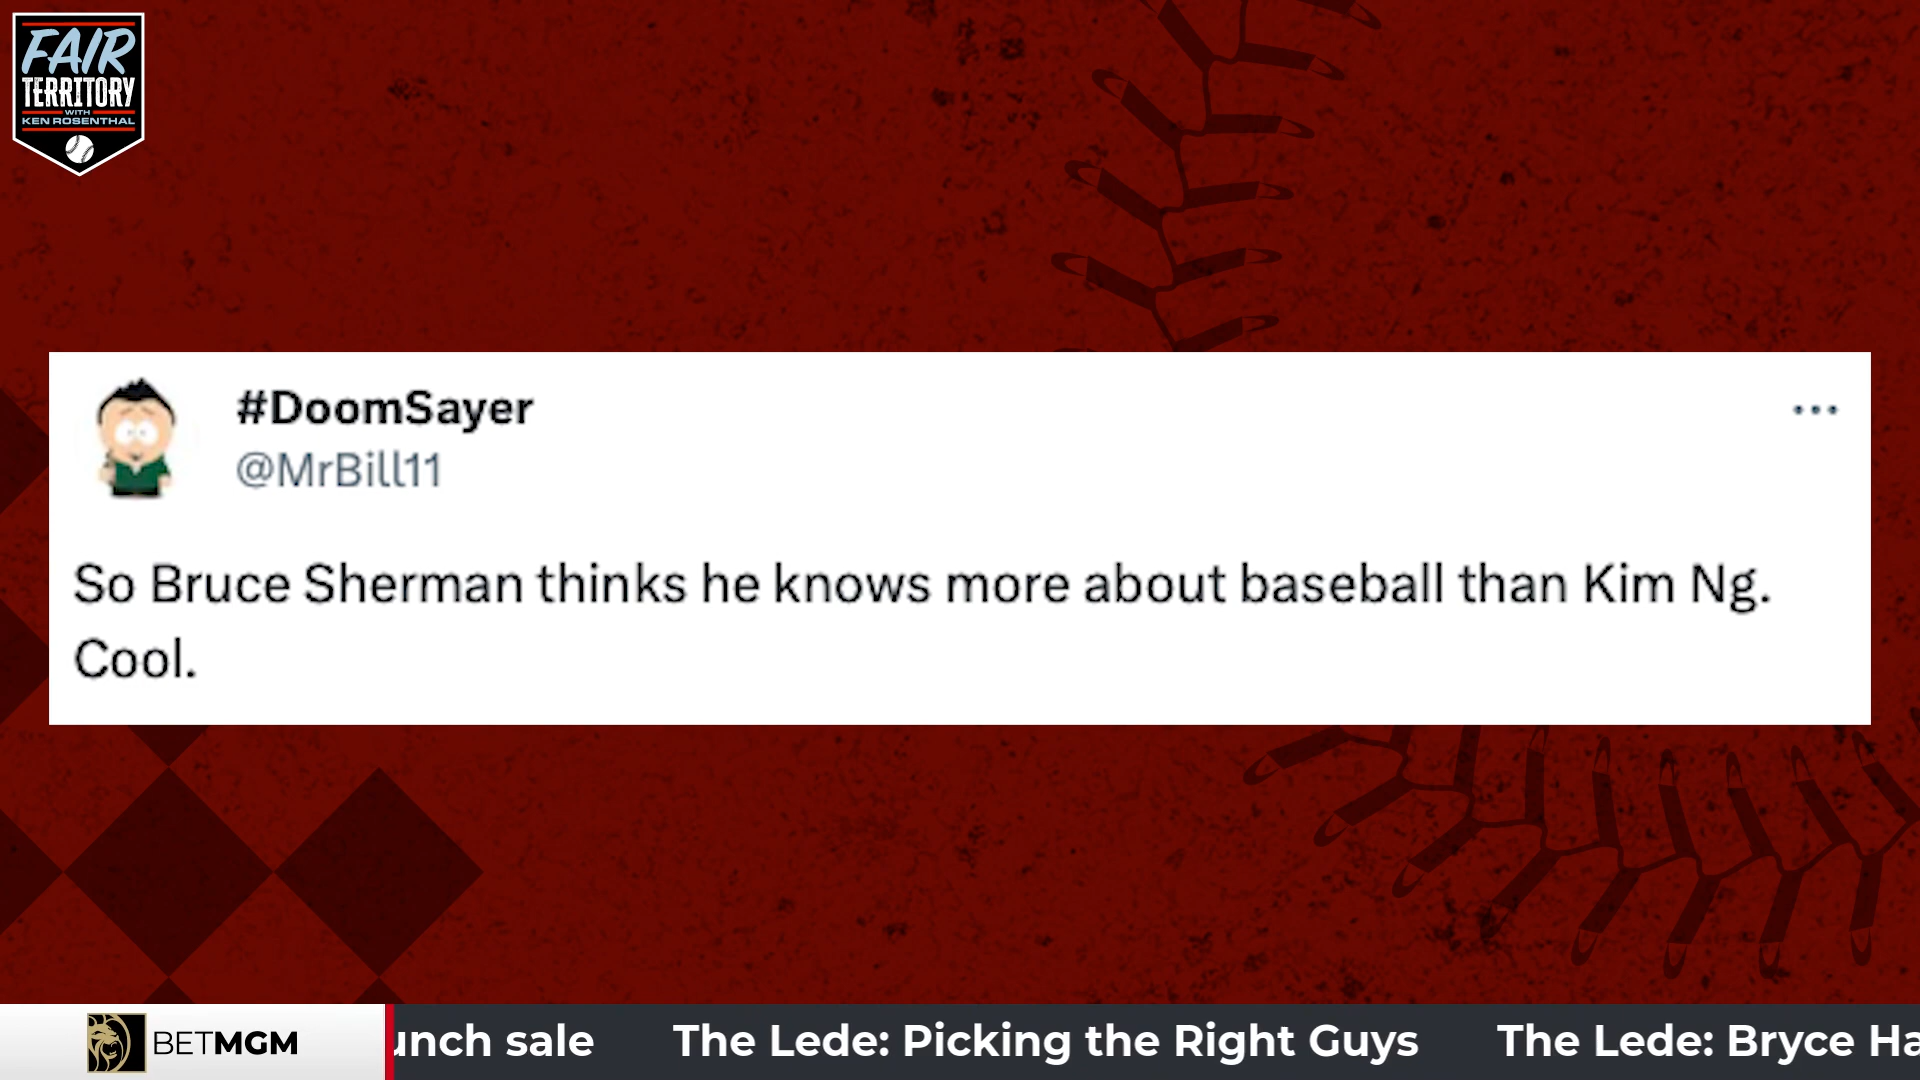 FAIR
TERRITORY
WITH
KEN ROSENTHAL
#DoomSayer
@MrBill11
So Bruce Sherman thinks he knows more about baseball than Kim Ng.
Cool.
BETMGM
unch sale The Lede: Picking the Right Guys The Lede: Bryce Ha